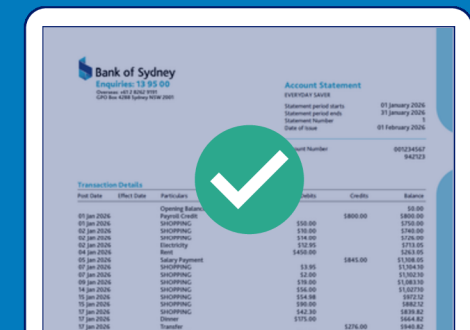 Bank of Sydney
Enquiries: 13 95 00
Overseas: +61 2 8262 9191
GPO Box 4288 Sydney NSW 2001
Account Statement
EVERYDAY SAVER
Statement period starts 01 January 2026
Statement period ends 31 January 2026
Statement Number 1
Date of Issue 01 February 2026
Number 001234567
942123
Transaction Details
Post Date Effect Date Particulars Debits Credits Balance
Opening Balance $0.00
01 Jan 2026 Payroll Credit $800.00 $800.00
01 Jan 2026 SHOPPING $50.00 $750.00
02 Jan 2026 SHOPPING $10.00 $740.00
02 Jan 2026 SHOPPING $14.00 $726.00
02 Jan 2026 Electricity $12.95 $713.05
04 Jan 2026 Rent $450.00 $263.05
05 Jan 2026 Salary Payment $845.00 $1,108.05
07 Jan 2026 SHOPPING $3.95 $1,104.10
07 Jan 2026 SHOPPING $2.00 $1,102.10
09 Jan 2026 SHOPPING $19.00 $1,083.10
14 Jan 2026 SHOPPING $56.00 $1,027.10
15 Jan 2026 SHOPPING $54.98 $972.12
15 Jan 2026 SHOPPING $90.00 $882.12
17 Jan 2026 SHOPPING $42.30 $839.82
17 Jan 2026 Dinner $175.00 $664.82
17 Jan 2026 Transfer $276.00 $940.82